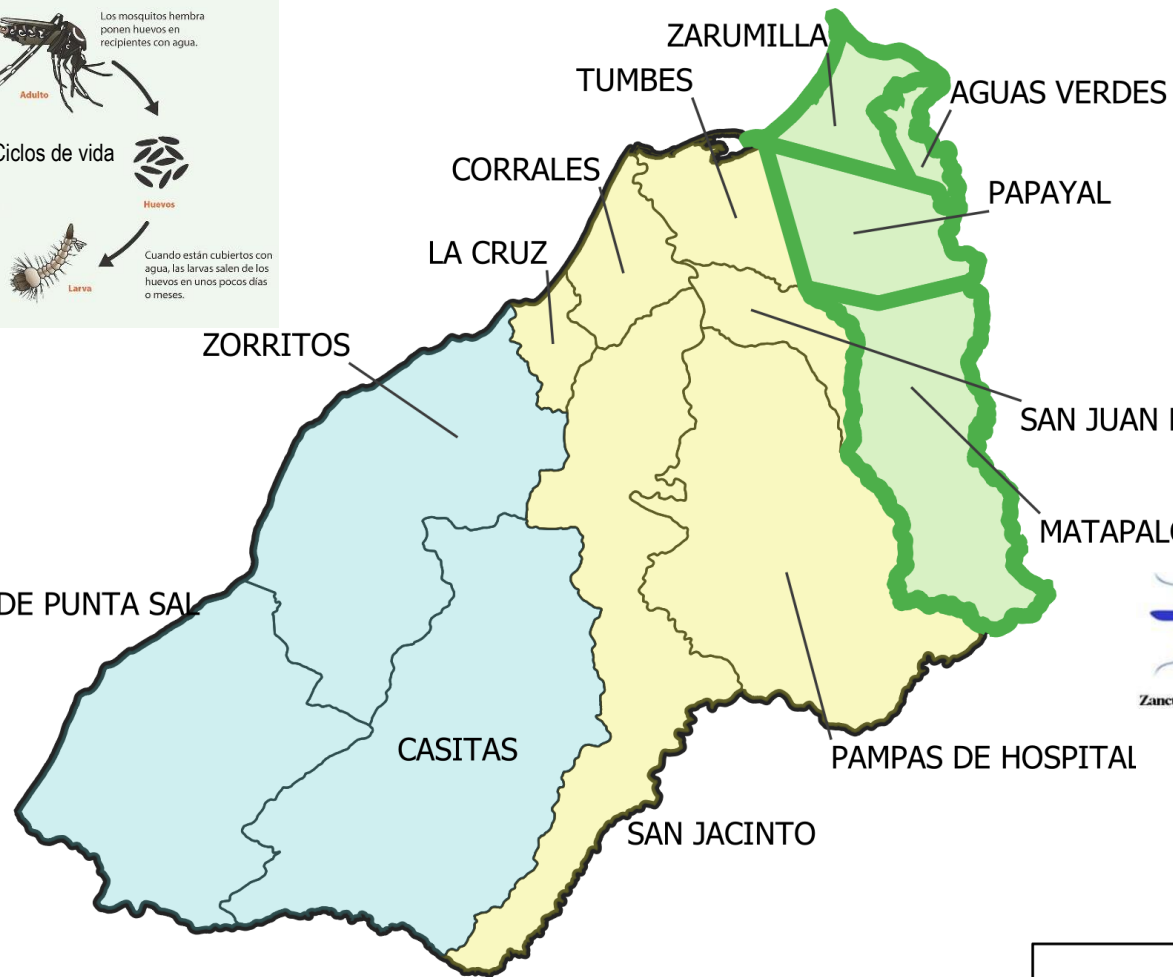 Los mosquitos hembra
ponen huevos en
recipientes con agua.
Adulto
Ciclos de vida
Huevos
Cuando están cubiertos con
agua, las larvas salen de los
huevos en unos pocos días
o meses.
Larva
ZARUMILLA
TUMBES
AGUAS VERDES
CORRALES
PAPAYAL
LA CRUZ
ZORRITOS
SAN JUAN
MATAPALO
DE PUNTA SAL
CASITAS
PAMPAS DE HOSPITAL
SAN JACINTO